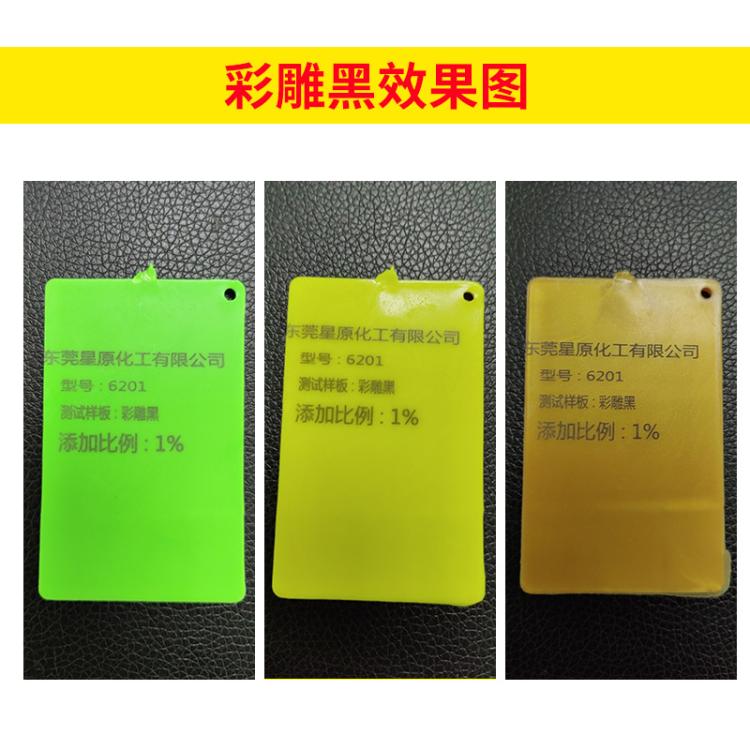 彩雕黑效果图
东莞星原化工有限公司
型号：6201
测试样板：彩雕黑
添加比例：1%
东莞星原化工有限公司
型号：6201
测试样板：彩雕黑
添加比例：1%
东莞星原化工有限公司
型号：6201
测试样板：彩雕黑
添加比例：1%